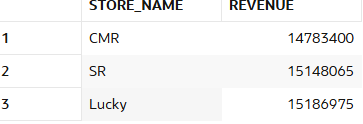 STORE_NAME REVENUE
1 CMR 14783400
2 SR 15148065
3 Lucky 15186975